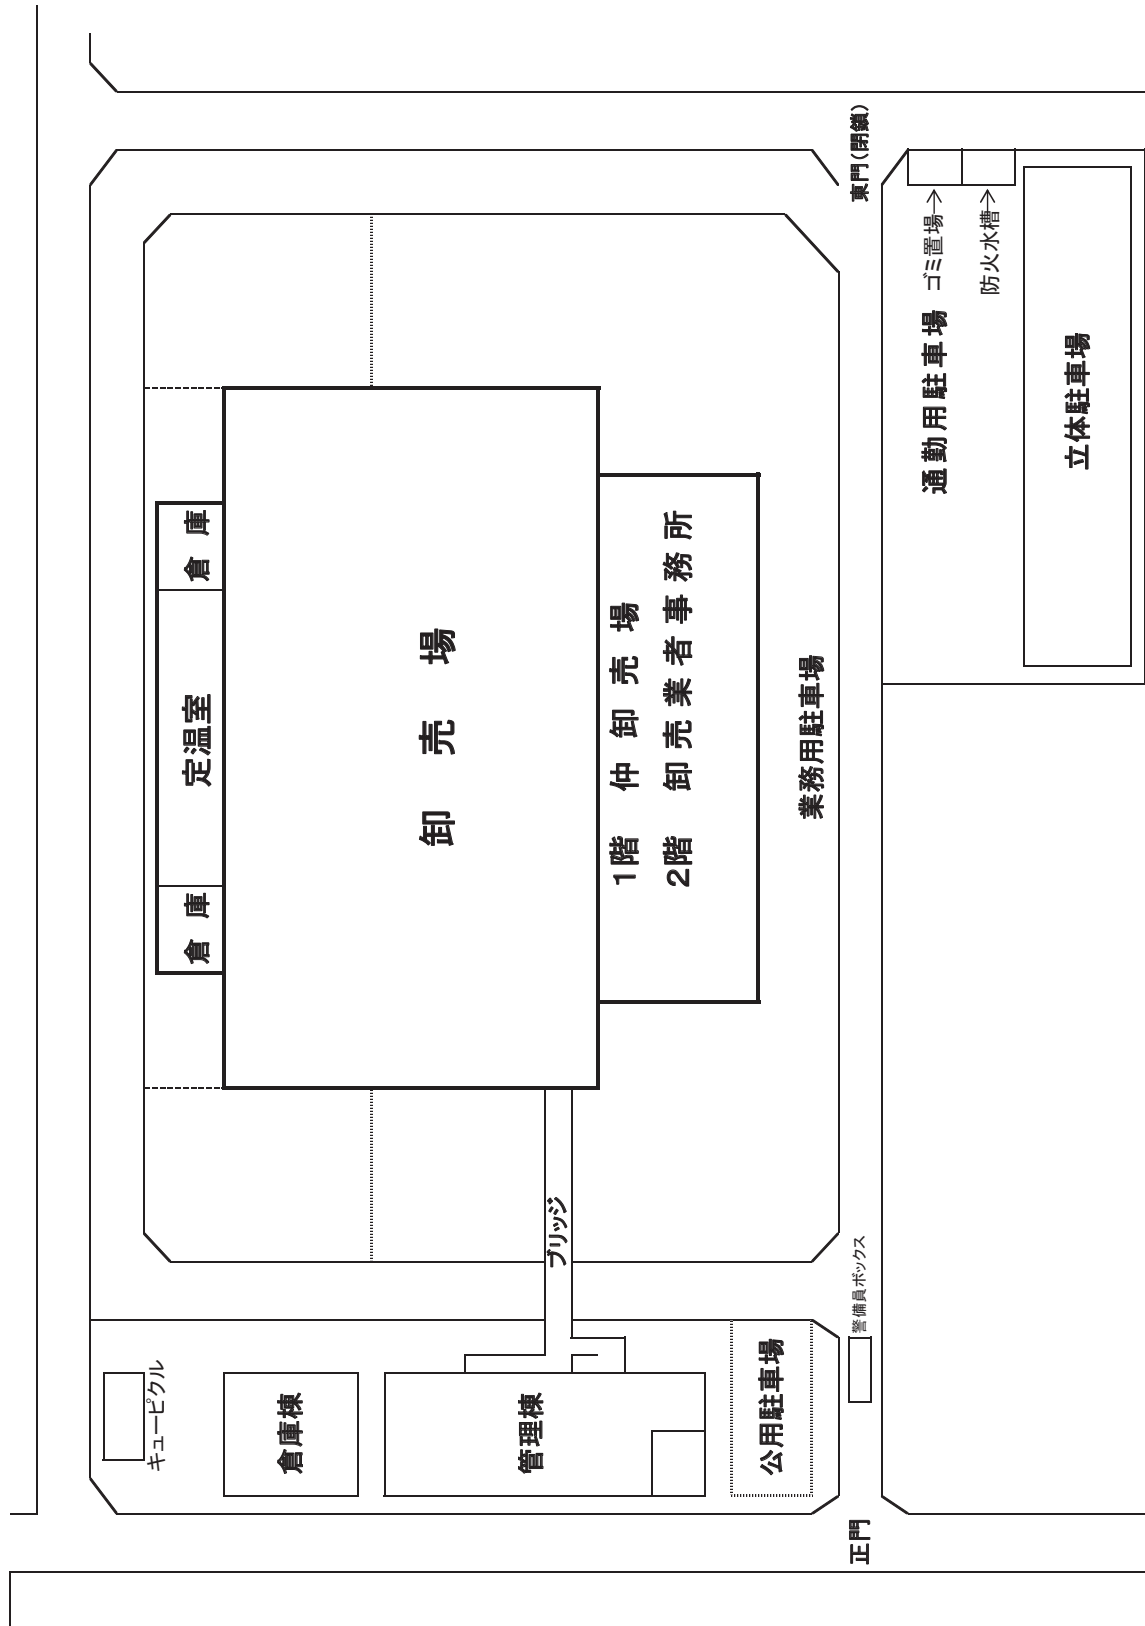 東門（閉鎖）
ゴミ置場→
防火水槽→
通勤用駐車場
立体駐車場
倉庫
定温室
倉庫
卸売場
1階　仲卸売場
2階　卸売業者事務所
業務用駐車場
ブリッジ
警備員ボックス
キューピクル
倉庫棟
管理棟
公用駐車場
正門